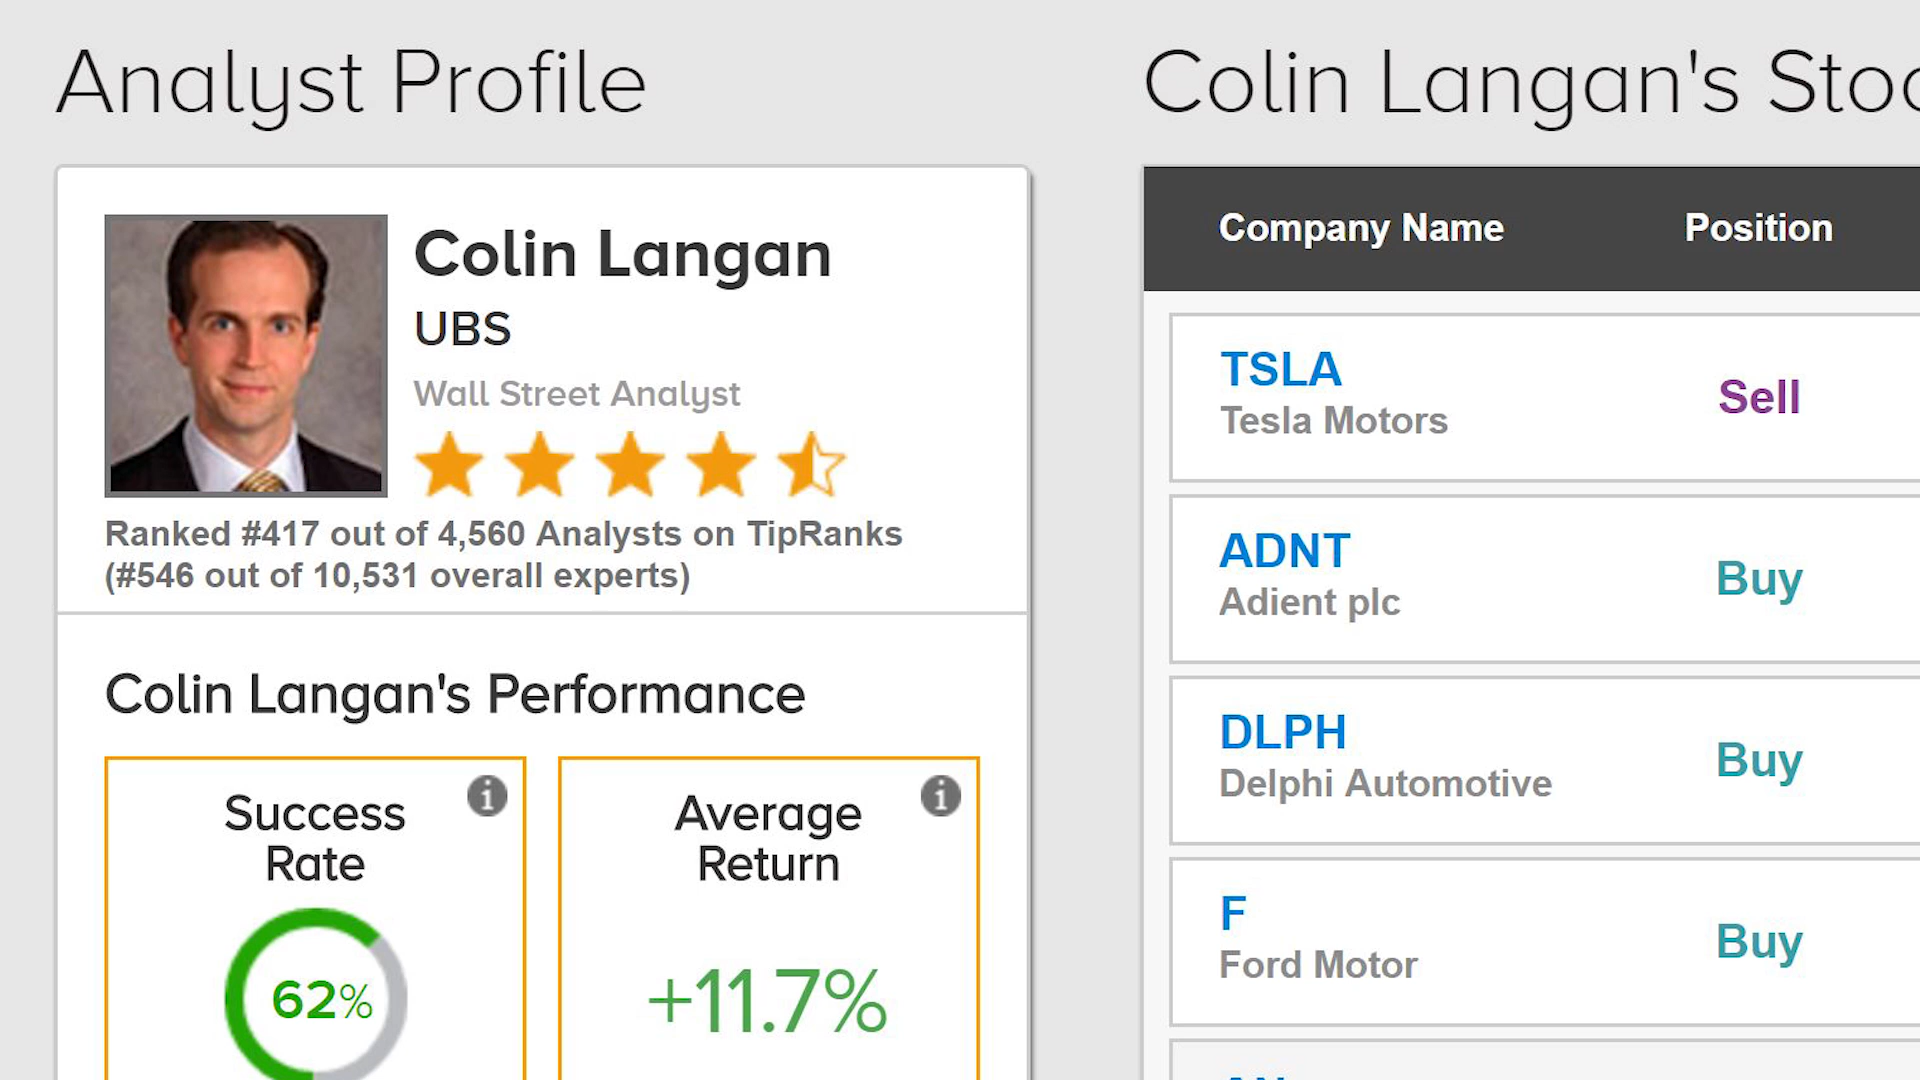 Analyst Profile
Colin Langan
UBS
Wall Street Analyst
Ranked #417 out of 4,560 Analysts on TipRanks
(#546 out of 10,531 overall experts)
Colin Langan's Performance
Success
Rate
62%
Average
Return
+11.7%
Colin Langan's
Company Name Position
TSLA
Tesla Motors
Sell
ADNT
Adient plc
Buy
DLPH
Delphi Automotive
Buy
F
Ford Motor
Buy